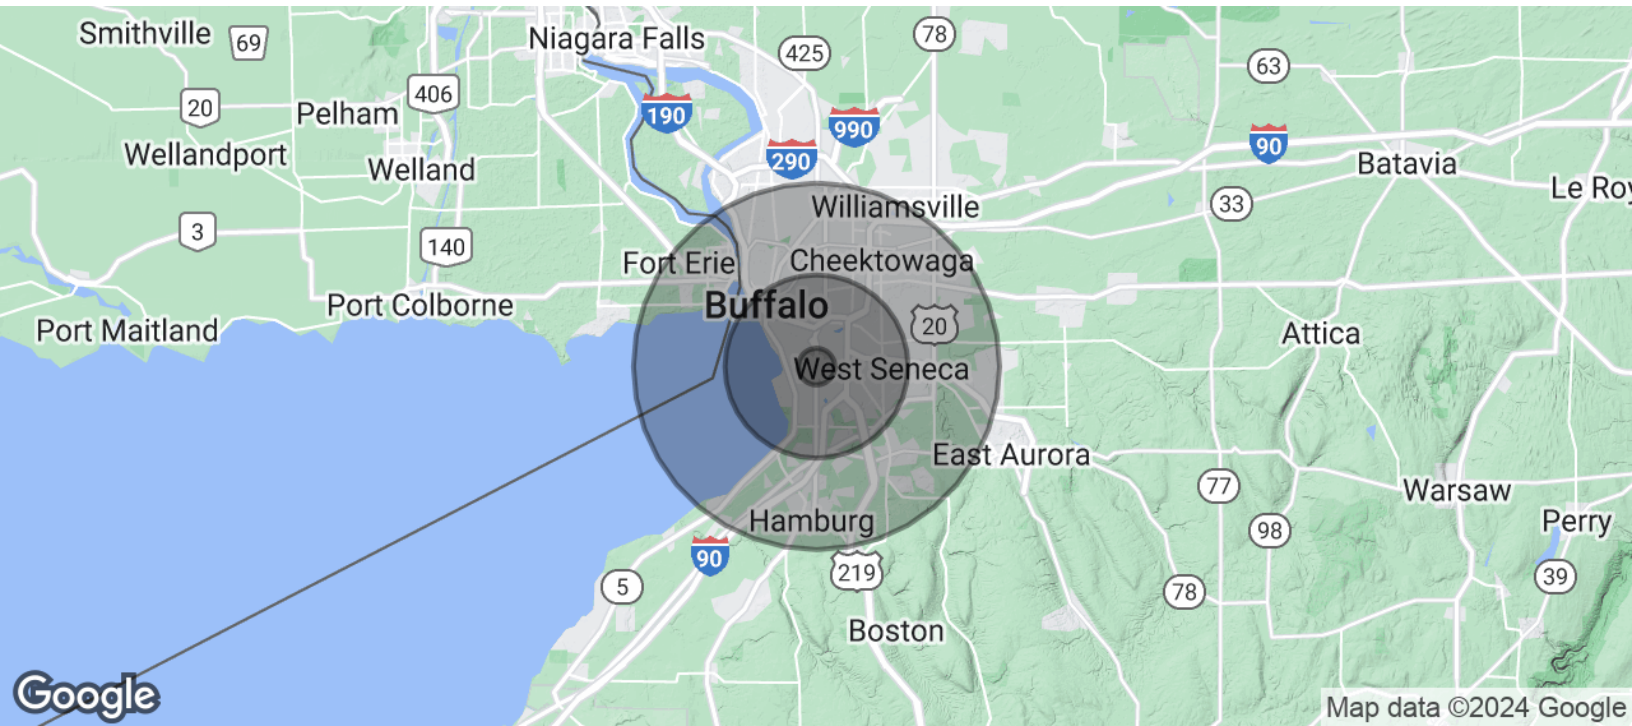 Smithville
69
Niagara Falls
425
78
63
20
406
190
990
Pelham
290
90
Wellandport
Welland
Batavia
Le Roy
Williamsville
33
3
140
Fort Erie
Cheektowaga
Port Colborne
Buffalo
20
Port Maitland
Attica
West Seneca
East Aurora
77
Warsaw
Hamburg
98
Perry
90
219
39
5
78
Boston
Google
Map data ©2024 Google